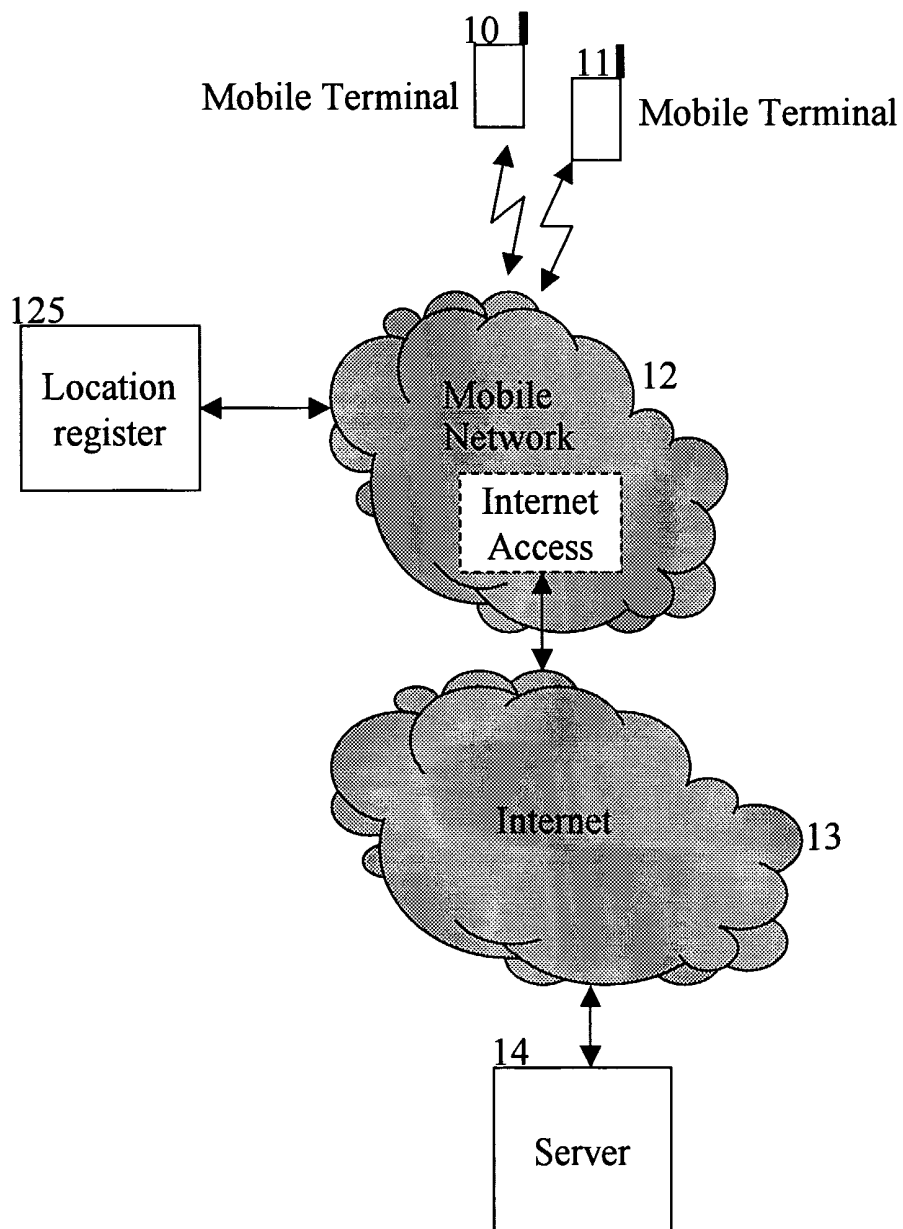 10
11
Mobile Terminal
Mobile Terminal
125
Location
register
12
Mobile
Network
Internet
Access
Internet
13
14
Server